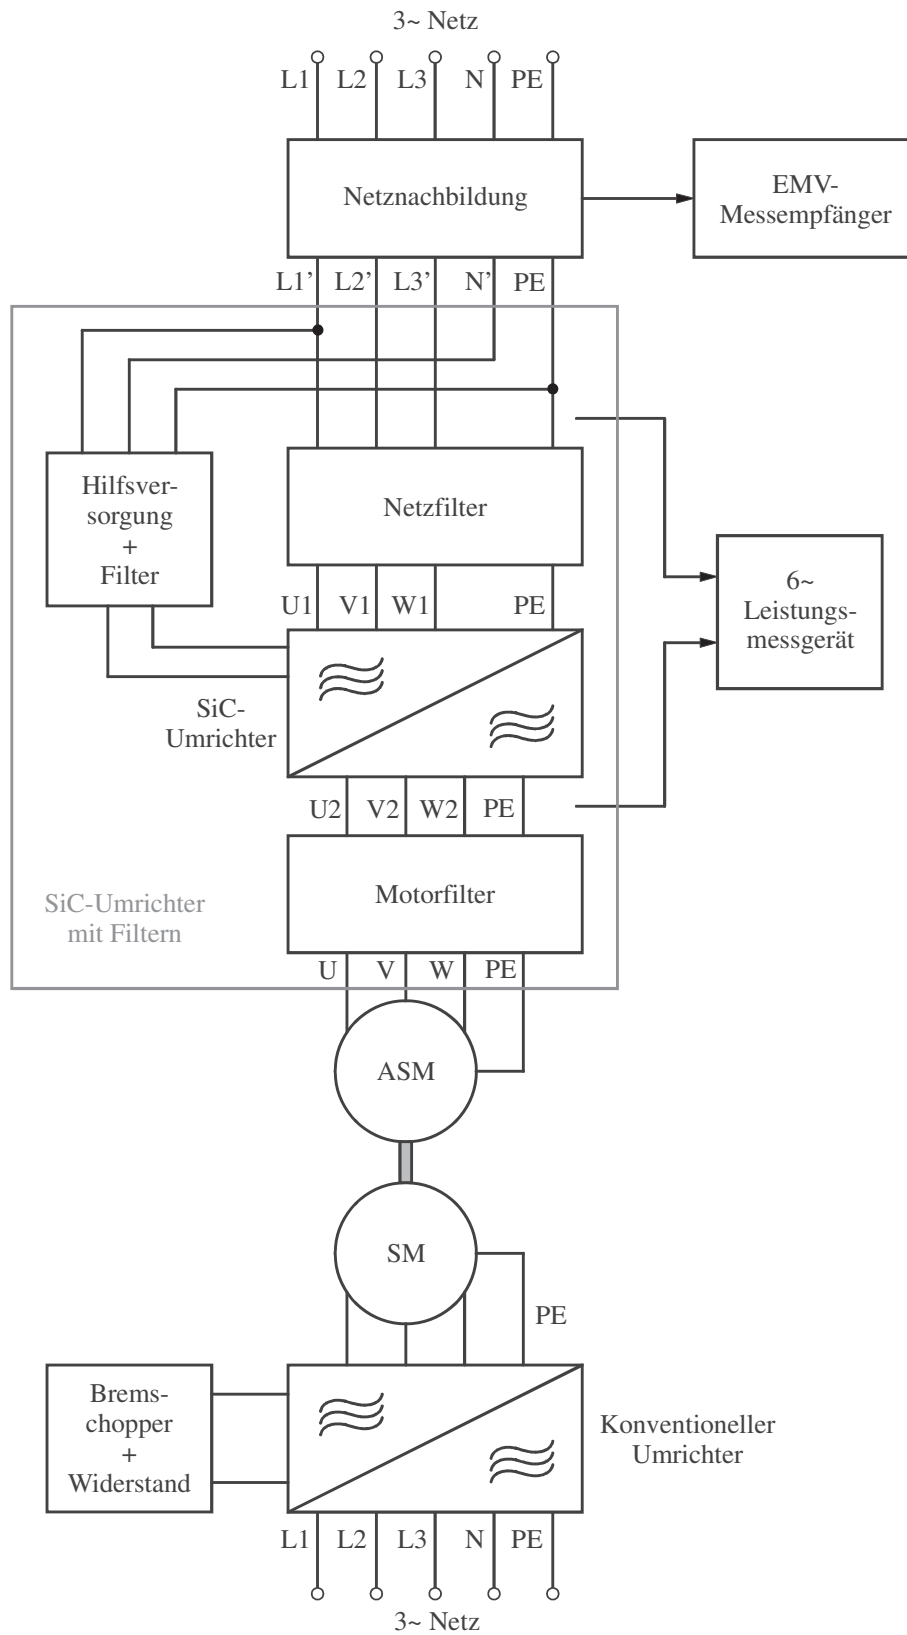 3~ Netz
L1 L2 L3 N PE
Netznachbildung
EMV-
Messempfänger
L1’ L2’ L3’ N’ PE
Hilfsver-
sorgung
+
Filter
Netzfilter
6~
Leistungs-
messgerät
U1 V1 W1 PE
SiC-
Umrichter
U2 V2 W2 PE
Motorfilter
SiC-Umrichter
mit Filtern
U V W PE
ASM
SM
PE
Brems-
chopper
+
Widerstand
Konventioneller
Umrichter
L1 L2 L3 N PE
3~ Netz